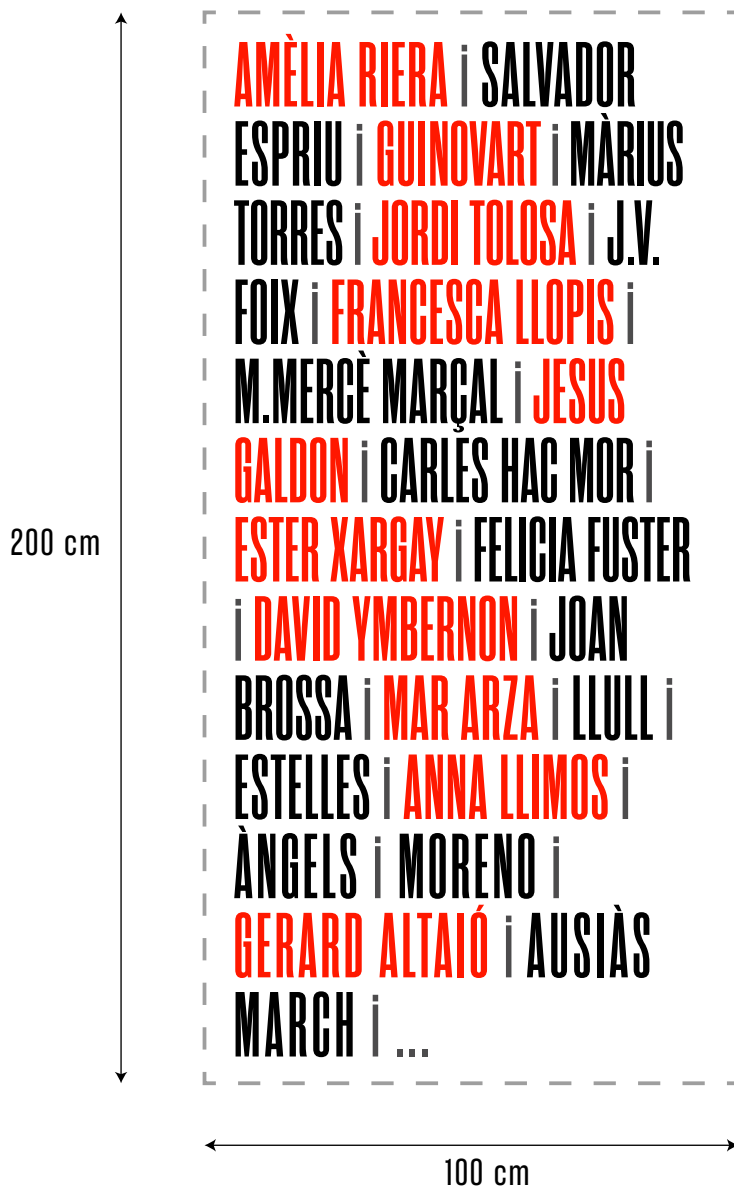 AMÈLIA RIERA i SALVADOR
ESPRIU i GUINOVART i MÀRIUS
TORRES i JORDI TOLOSA i J.V.
FOIX i FRANCESCA LLOPIS i
M.MERCÈ MARÇAL i JESUS
GALDON i CARLES HAC MOR i
ESTER XARGAY i FELICIA FUSTER
i DAVID YMBERNON i JOAN
BROSSA i MAR ARZA i LLULL i
ESTELLES i ANNA LLIMOS i
ÀNGELS i MORENO i
GERARD ALTAIÓ i AUSIÀS
MARCH i ...
200 cm
100 cm